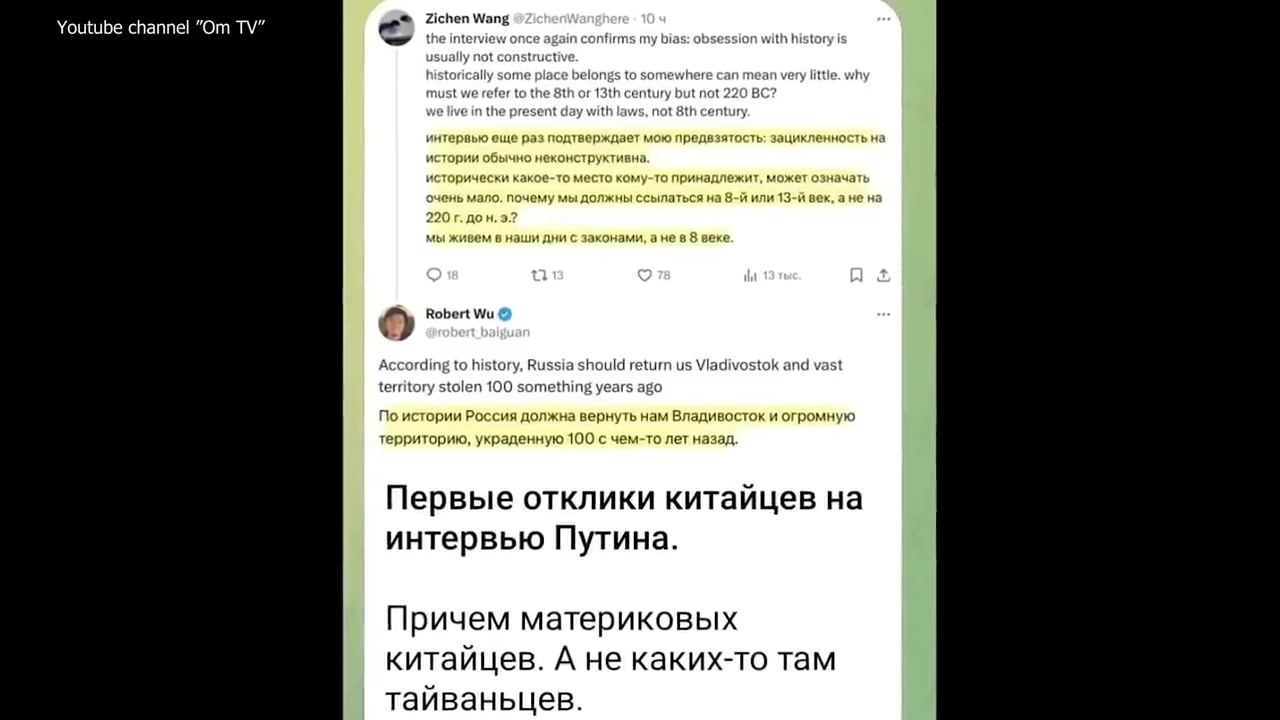 Youtube channel ”Om TV”
Zichen Wang @ZichenWanghere · 10 ч
the interview once again confirms my bias: obsession with history is
usually not constructive.
historically some place belongs to somewhere can mean very little. why
must we refer to the 8th or 13th century but not 220 BC?
we live in the present day with laws, not 8th century.
интервью еще раз подтверждает мою предвзятость: зацикленность на
истории обычно неконструктивна.
исторически какое-то место кому-то принадлежит, может означать
очень мало. почему мы должны ссылаться на 8-й или 13-й век, а не на
220 г. до н. э.?
мы живем в наши дни с законами, а не в 8 веке.
18 13 78 13 тыс.
Robert Wu
@robert_baiguan
According to history, Russia should return us Vladivostok and vast
territory stolen 100 something years ago
По истории Россия должна вернуть нам Владивосток и огромную
территорию, украденную 100 с чем-то лет назад.
Первые отклики китайцев на
интервью Путина.
Причем материковых
китайцев. А не каких-то там
тайваньцев.